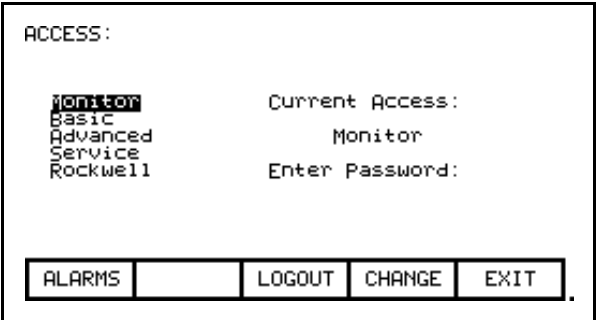 ACCESS:
Monitor
Basic
Advanced
Service
Rockwell
Current Access:
Monitor
Enter Password:
ALARMS LOGOUT CHANGE EXIT
.